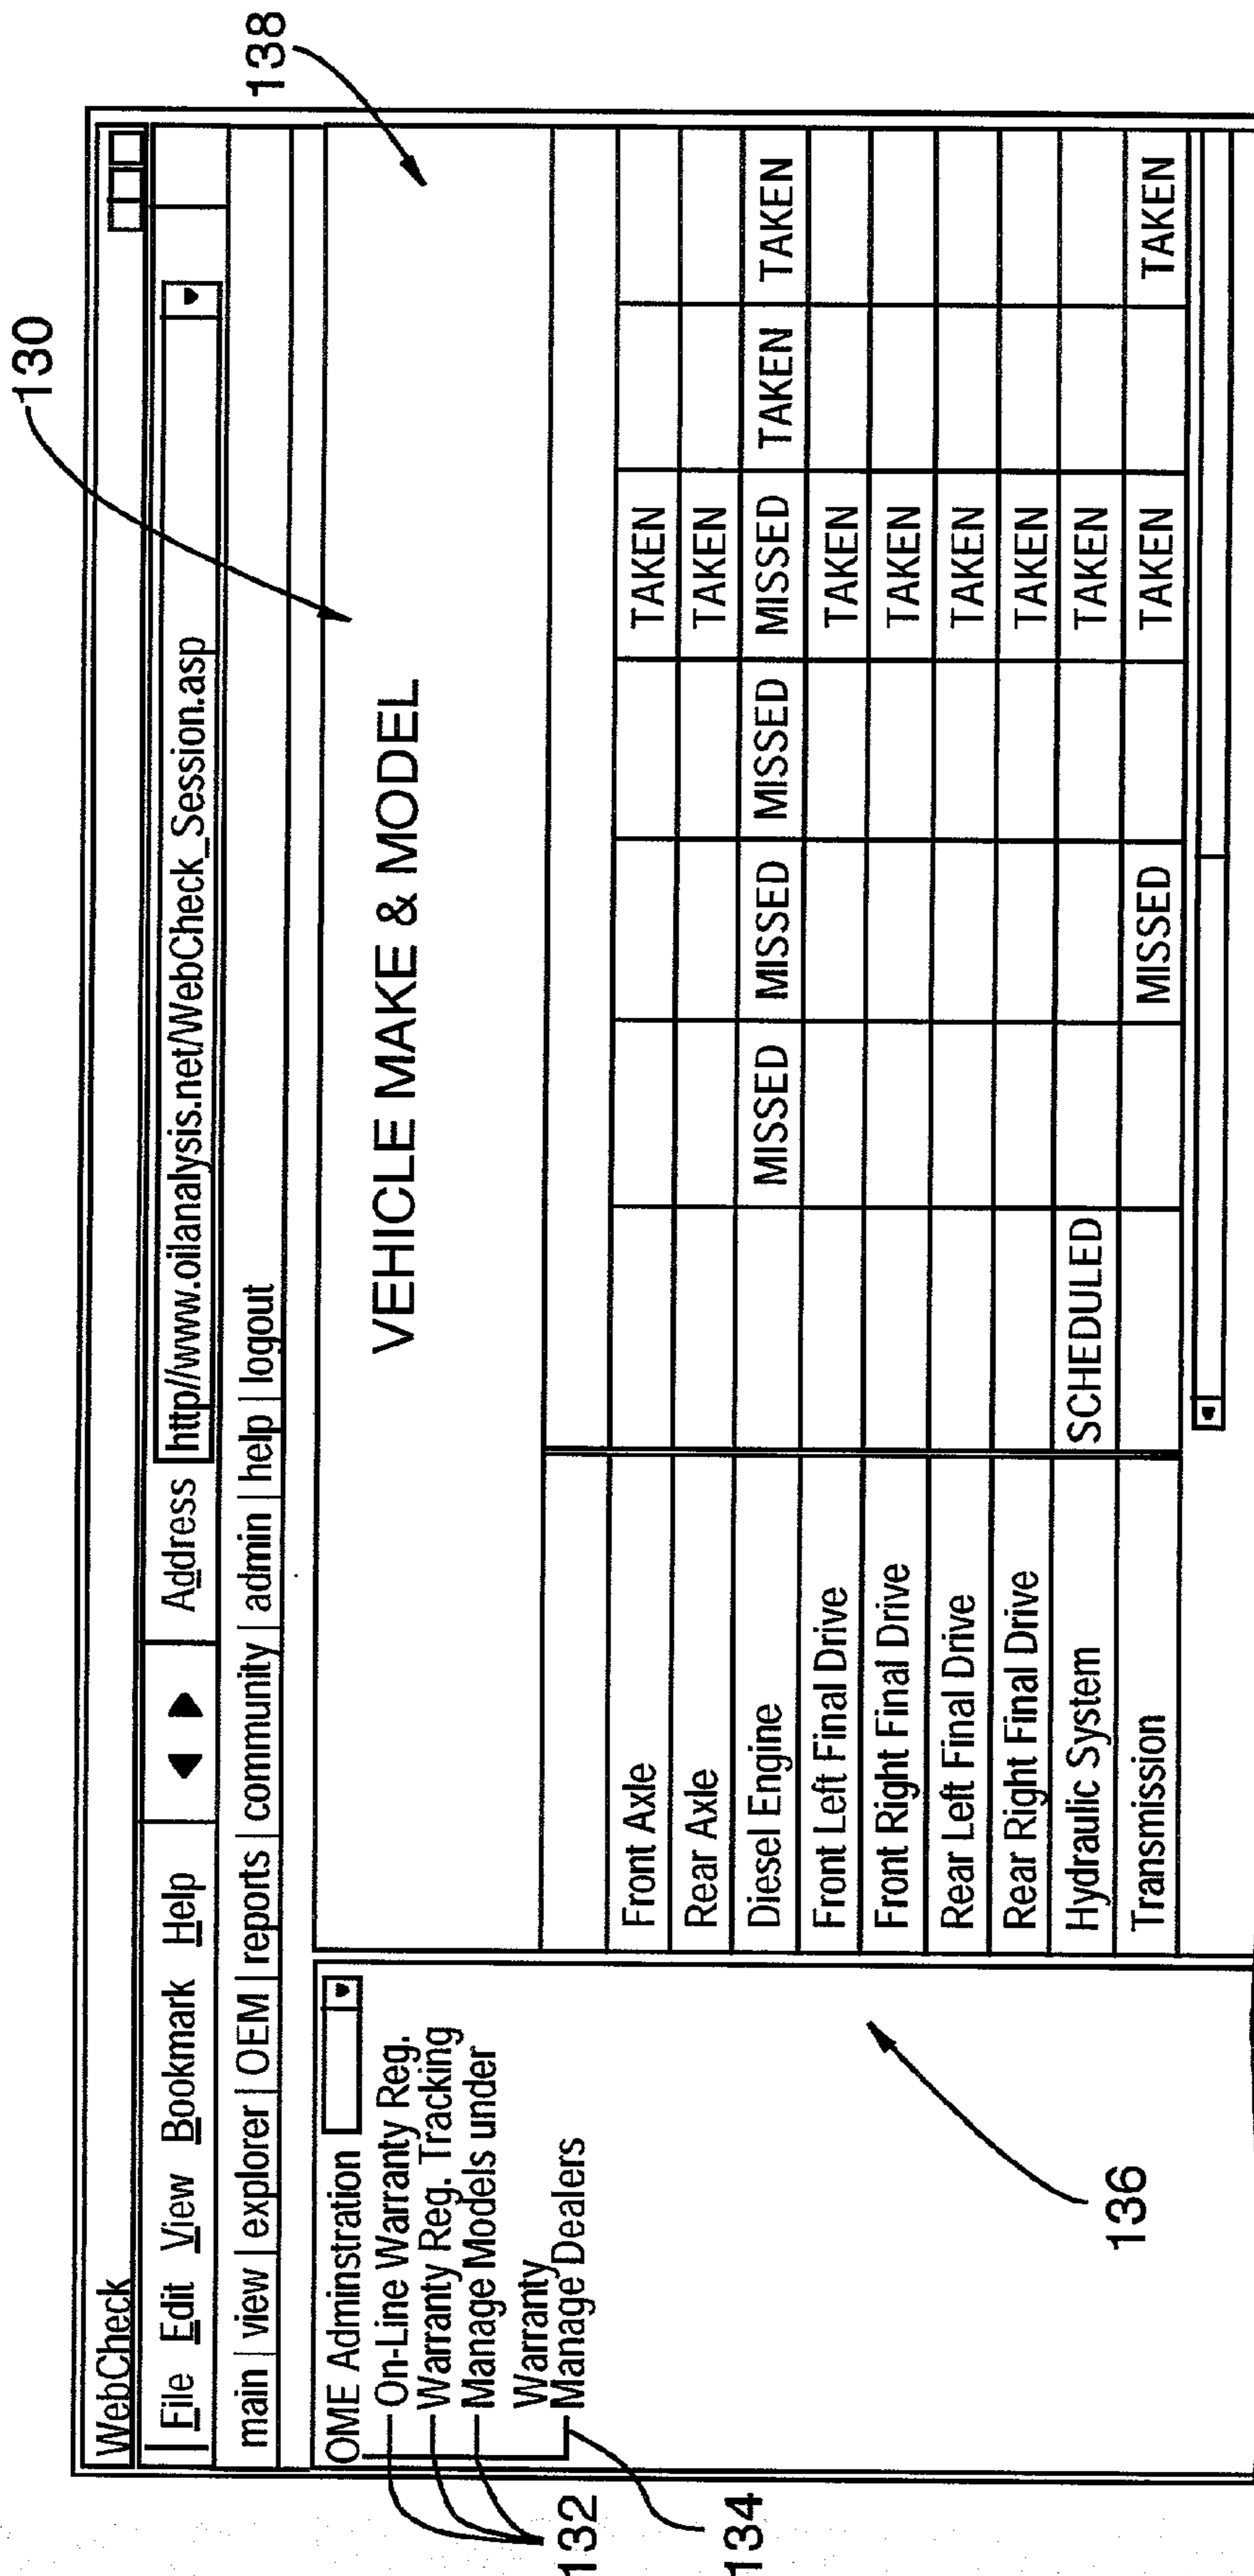 130
138
WebCheck
File Edit View Bookmark Help Address http//www.oilanalysis.net/WebCheck_Session.asp
main | view | explorer | OEM | reports | community | admin | help | logout
OME Adminstration
On-Line Warranty Reg.
Warranty Reg. Tracking
Manage Models under
Warranty
Manage Dealers
132
134
136
VEHICLE MAKE & MODEL
Front Axle TAKEN
Rear Axle TAKEN
Diesel Engine MISSED MISSED MISSED MISSED TAKEN TAKEN
Front Left Final Drive TAKEN
Front Right Final Drive TAKEN
Rear Left Final Drive TAKEN
Rear Right Final Drive TAKEN
Hydraulic System SCHEDULED TAKEN
Transmission MISSED TAKEN TAKEN